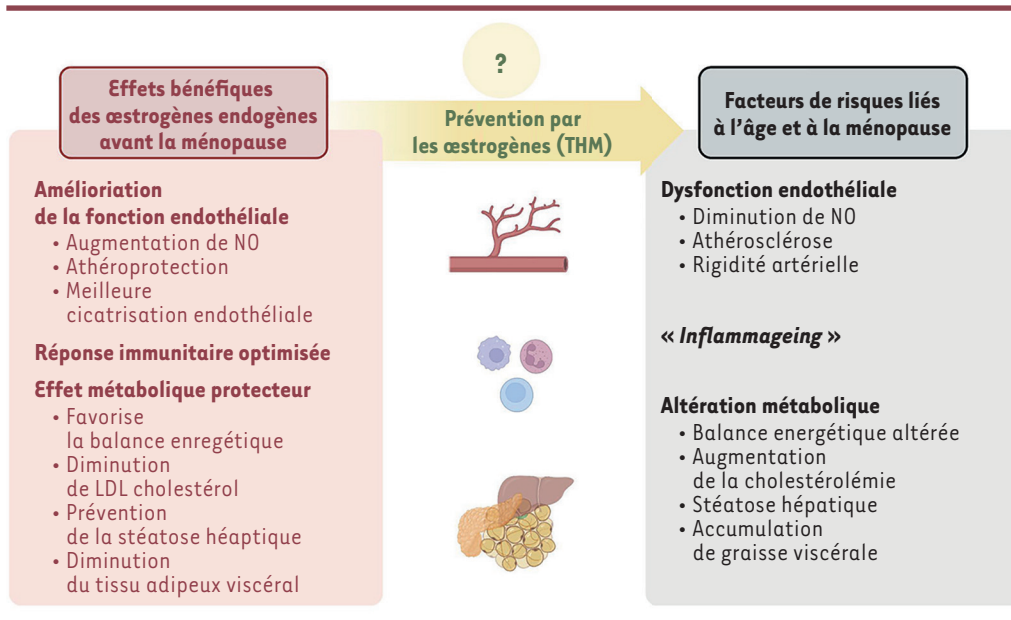 ?
Effets bénéfiques
des œstrogènes endogènes
avant la ménopause
Prévention par
les œstrogènes (THM)
Facteurs de risques liés
à l’âge et à la ménopause
Amélioriation
de la fonction endothéliale
• Augmentation de NO
• Athéroprotection
• Meilleure
cicatrisation endothéliale
Réponse immunitaire optimisée
Effet métabolique protecteur
• Favorise
la balance enregétique
• Diminution
de LDL cholestérol
• Prévention
de la stéatose héaptique
• Diminution
du tissu adipeux viscéral
Dysfonction endothéliale
• Diminution de NO
• Athérosclérose
• Rigidité artérielle
« Inflammageing »
Altération métabolique
• Balance energétique altérée
• Augmentation
de la cholestérolémie
• Stéatose hépatique
• Accumulation
de graisse viscérale